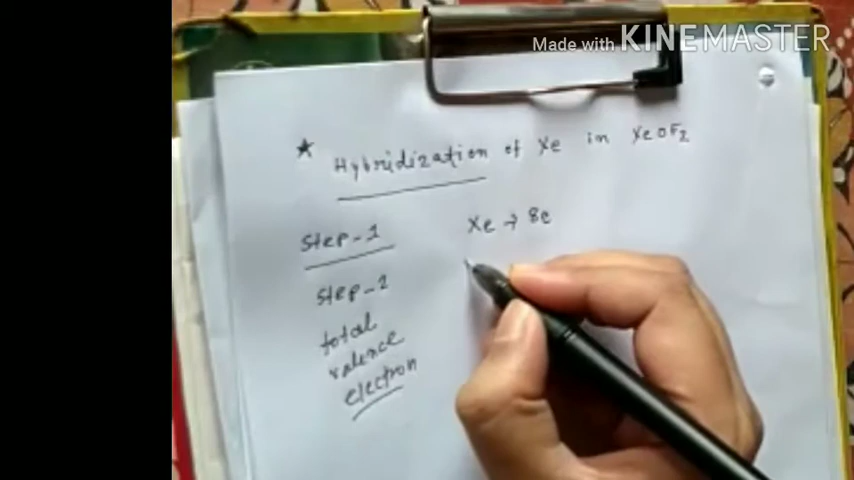 Made with KINEMASTER
★ Hybridization of Xe in XeOF2
Step-1 Xe → 8e
Step-2
total
valence
electron